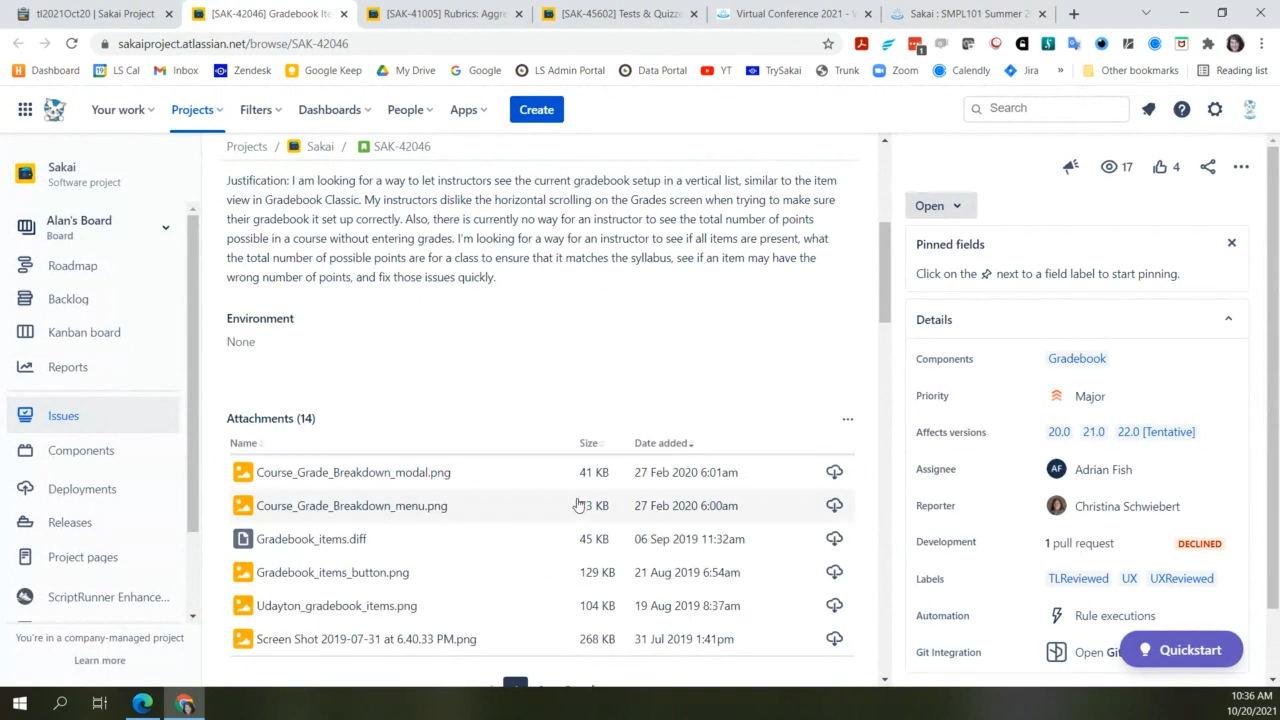 tl2021Oct20 | Sakai Project
[SAK-42046] Gradebook Ite
[SAK-41005] Rubrics: Aggre
[SAK-45602] Tests & Quizze
Virtual Conference 2021 - W
Sakai : SMPL101 Summer 2
sakaiproject.atlassian.net/browse/SAK-42046
Dashboard
LS Cal
Inbox
Zendesk
Google Keep
My Drive
Google
LS Admin Portal
Data Portal
YT
TrySakai
Trunk
Zoom
Calendly
Jira
»
Other bookmarks
Reading list
Your work
Projects
Filters
Dashboards
People
Apps
Create
Search
Sakai
Software project
Alan's Board
Board
Roadmap
Backlog
Kanban board
Reports
Issues
Components
Deployments
Releases
Project pages
ScriptRunner Enhance...
You're in a company-managed project
Learn more
Projects / Sakai / SAK-42046
Justification: I am looking for a way to let instructors see the current gradebook setup in a vertical list, similar to the item
view in Gradebook Classic. My instructors dislike the horizontal scrolling on the Grades screen when trying to make sure
their gradebook it set up correctly. Also, there is currently no way for an instructor to see the total number of points
possible in a course without entering grades. I'm looking for a way for an instructor to see if all items are present, what
the total number of possible points are for a class to ensure that it matches the syllabus, see if an item may have the
wrong number of points, and fix those issues quickly.
Environment
None
Attachments (14)
Name Size Date added
Course_Grade_Breakdown_modal.png 41 KB 27 Feb 2020 6:01am
Course_Grade_Breakdown_menu.png 3 KB 27 Feb 2020 6:00am
Gradebook_items.diff 45 KB 06 Sep 2019 11:32am
Gradebook_items_button.png 129 KB 21 Aug 2019 6:54am
Udayton_gradebook_items.png 104 KB 19 Aug 2019 8:37am
Screen Shot 2019-07-31 at 6.40.33 PM.png 268 KB 31 Jul 2019 1:41pm
17
4
Open
Pinned fields
Click on the next to a field label to start pinning.
Details
Components Gradebook
Priority Major
Affects versions 20.0 21.0 22.0 [Tentative]
Assignee AF Adrian Fish
Reporter Christina Schwiebert
Development 1 pull request DECLINED
Labels TLReviewed UX UXReviewed
Automation Rule executions
Git Integration Open
Quickstart
10:36 AM
10/20/2021